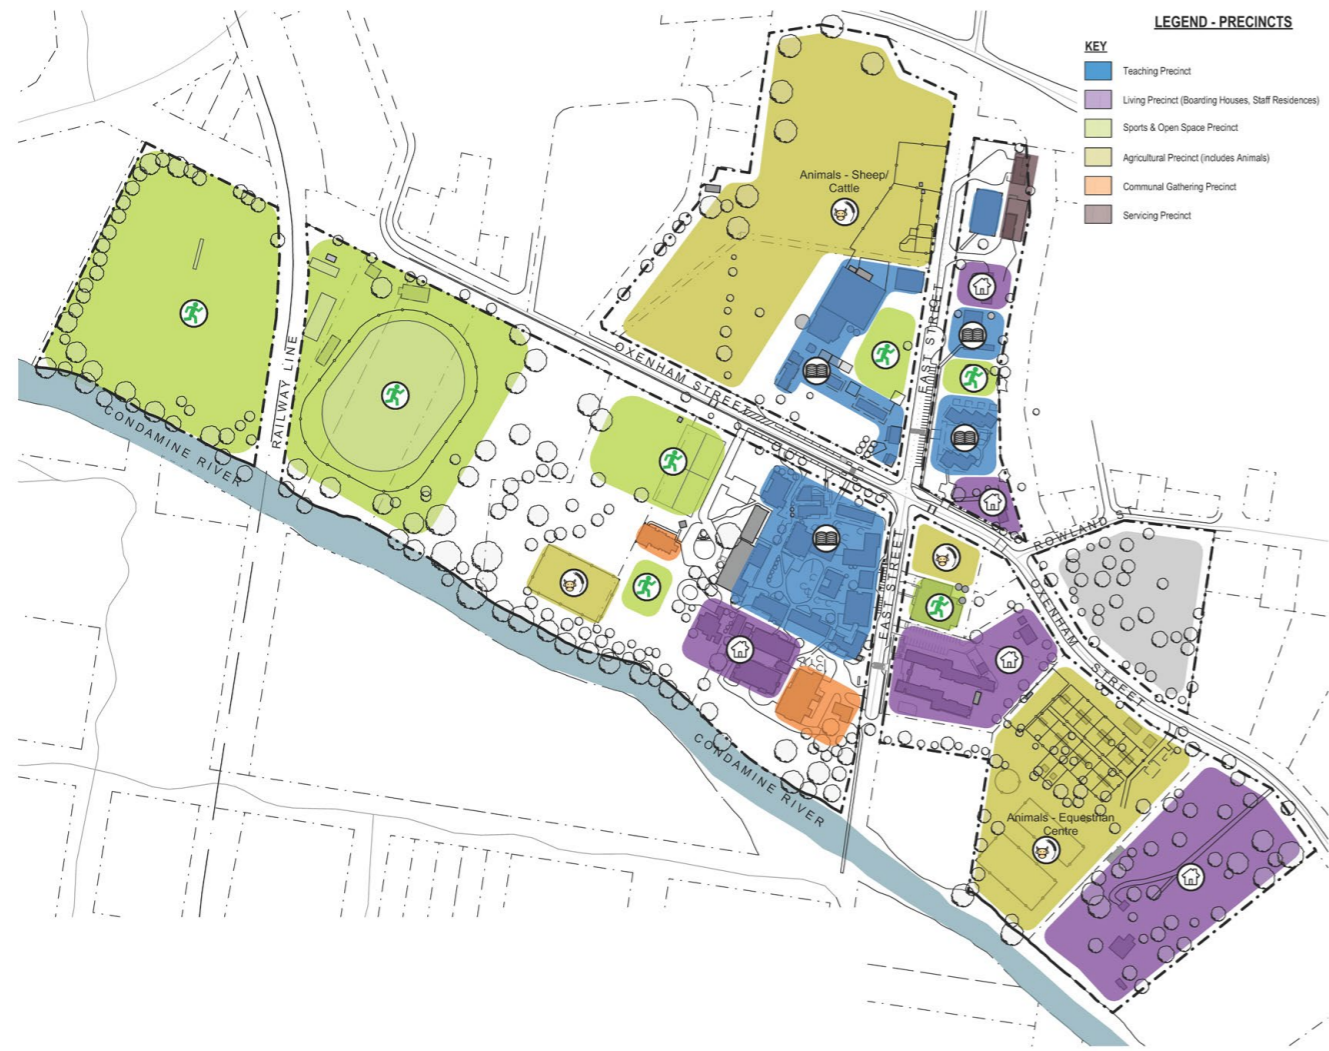 LEGEND - PRECINCTS
KEY
Teaching Precinct
Living Precinct (Boarding Houses, Staff Residences)
Sports & Open Space Precinct
Agricultural Precinct (includes Animals)
Communal Gathering Precinct
Servicing Precinct
Animals - Sheep/
Cattle
OXENHAM STREET
EAST STREET
RAILWAY LINE
CONDAMINE RIVER
ROWLAND ST
EAST STREET
OXENHAM STREET
CONDAMINE RIVER
Animals - Equestrian
Centre